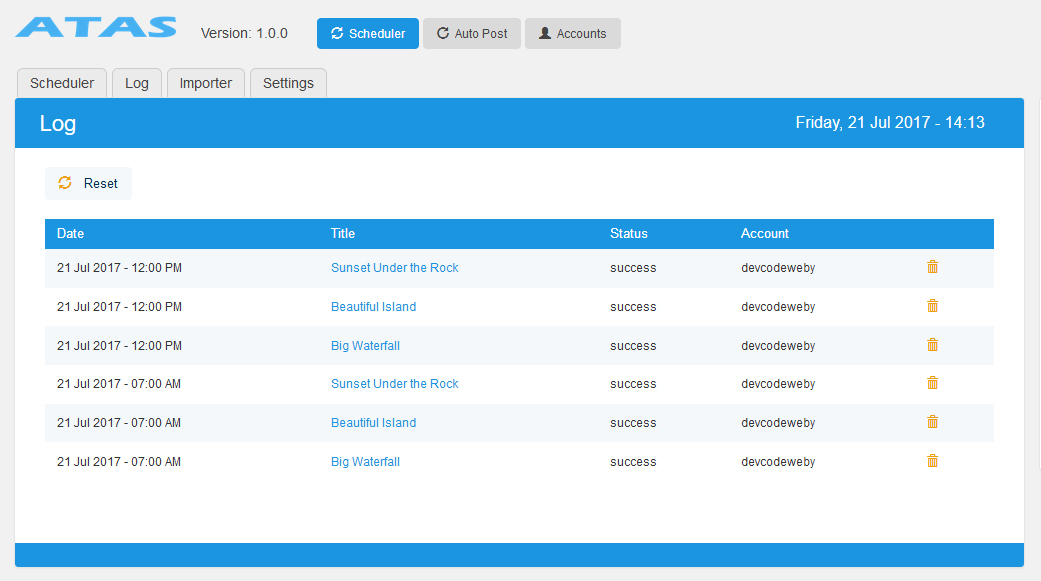 ATAS Version: 1.0.0 Scheduler Auto Post Accounts
Scheduler Log Importer Settings
Log Friday, 21 Jul 2017 - 14:13
Reset
Date Title Status Account
21 Jul 2017 - 12:00 PM Sunset Under the Rock success devcodeweby
21 Jul 2017 - 12:00 PM Beautiful Island success devcodeweby
21 Jul 2017 - 12:00 PM Big Waterfall success devcodeweby
21 Jul 2017 - 07:00 AM Sunset Under the Rock success devcodeweby
21 Jul 2017 - 07:00 AM Beautiful Island success devcodeweby
21 Jul 2017 - 07:00 AM Big Waterfall success devcodeweby